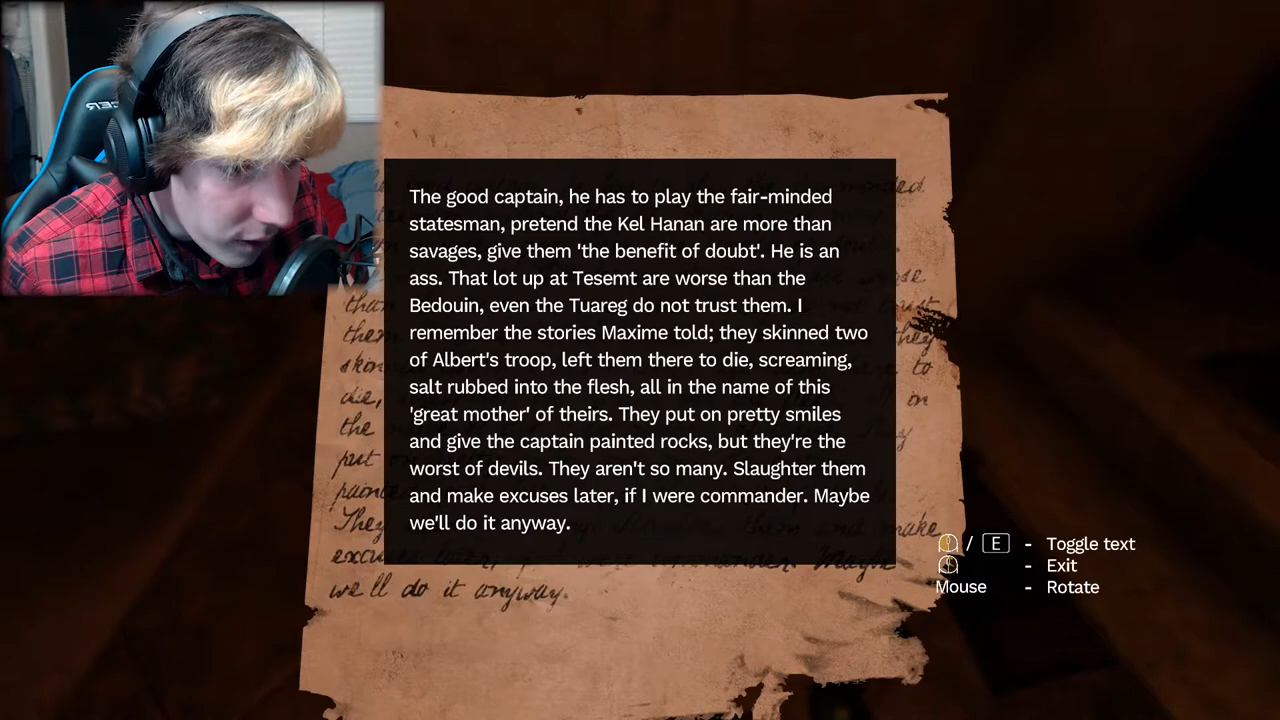 The good captain, he has to play the fair-minded
statesman, pretend the Kel Hanan are more than
savages, give them 'the benefit of doubt'. He is an
ass. That lot up at Tesemt are worse than the
Bedouin, even the Tuareg do not trust them. I
remember the stories Maxime told; they skinned two
of Albert's troop, left them there to die, screaming,
salt rubbed into the flesh, all in the name of this
'great mother' of theirs. They put on pretty smiles
and give the captain painted rocks, but they're the
worst of devils. They aren't so many. Slaughter them
and make excuses later, if I were commander. Maybe
we'll do it anyway.
we'll do it anyway.
/ E - Toggle text
- Exit
Mouse - Rotate